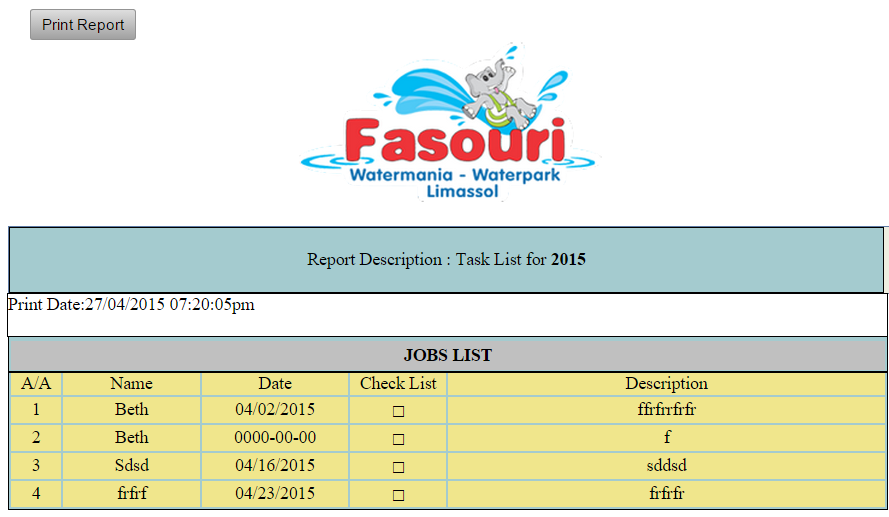 Print Report
Fasouri
Watermania - Waterpark
Limassol
Report Description : Task List for 2015
Print Date:27/04/2015 07:20:05pm
JOBS LIST
A/A Name Date Check List Description
1 Beth 04/02/2015 ☐ ffrfrrfrfr
2 Beth 0000-00-00 ☐ f
3 Sdsd 04/16/2015 ☐ sddsd
4 frfrf 04/23/2015 ☐ frfrfr